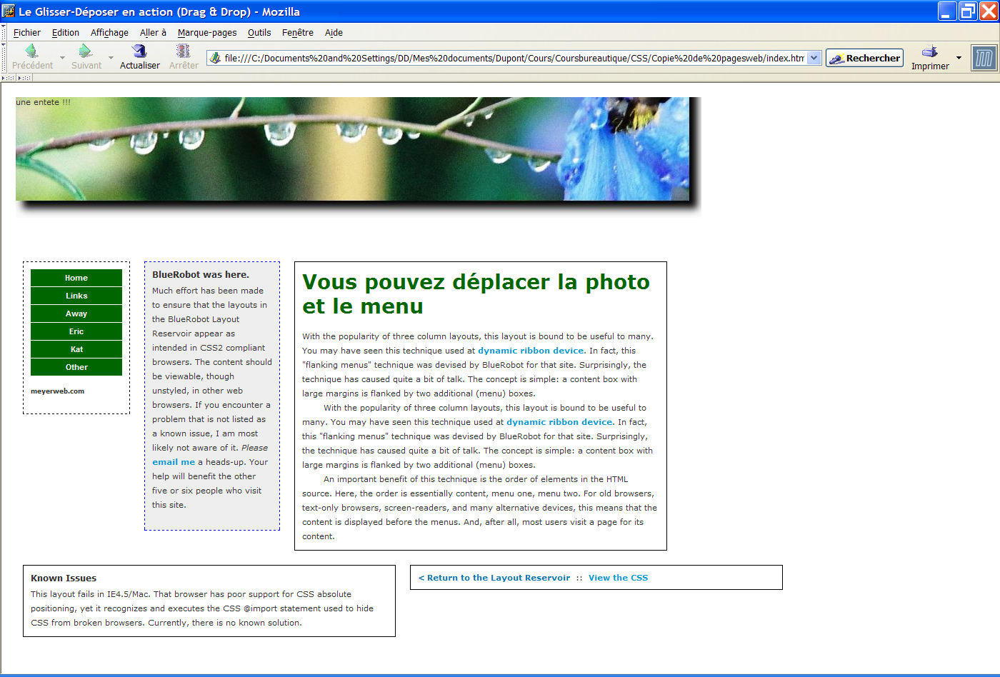 Le Glisser-Déposer en action (Drag & Drop) - Mozilla
Fichier Edition Affichage Aller à Marque-pages Outils Fenêtre Aide
Précédent Suivant Actualiser Arrêter file:///C:/Documents%20and%20Settings/DD/Mes%20documents/Dupont/Cours/Coursbureautique/CSS/Copie%20de%20pagesweb/index.htm Rechercher Imprimer
une entete !!!
Home
Links
Away
Eric
Kat
Other
meyerweb.com
BlueRobot was here.
Much effort has been made
to ensure that the layouts in
the BlueRobot Layout
Reservoir appear as
intended in CSS2 compliant
browsers. The content should
be viewable, though
unstyled, in other web
browsers. If you encounter a
problem that is not listed as
a known issue, I am most
likely not aware of it. Please
email me a heads-up. Your
help will benefit the other
five or six people who visit
this site.
Vous pouvez déplacer la photo
et le menu
With the popularity of three column layouts, this layout is bound to be useful to many.
You may have seen this technique used at dynamic ribbon device. In fact, this
"flanking menus" technique was devised by BlueRobot for that site. Surprisingly, the
technique has caused quite a bit of talk. The concept is simple: a content box with
large margins is flanked by two additional (menu) boxes.
With the popularity of three column layouts, this layout is bound to be useful to
many. You may have seen this technique used at dynamic ribbon device. In fact,
this "flanking menus" technique was devised by BlueRobot for that site. Surprisingly,
the technique has caused quite a bit of talk. The concept is simple: a content box with
large margins is flanked by two additional (menu) boxes.
An important benefit of this technique is the order of elements in the HTML
source. Here, the order is essentially content, menu one, menu two. For old browsers,
text-only browsers, screen-readers, and many alternative devices, this means that the
content is displayed before the menus. And, after all, most users visit a page for its
content.
Known Issues
This layout fails in IE4.5/Mac. That browser has poor support for CSS absolute
positioning, yet it recognizes and executes the CSS @import statement used to hide
CSS from broken browsers. Currently, there is no known solution.
< Return to the Layout Reservoir :: View the CSS